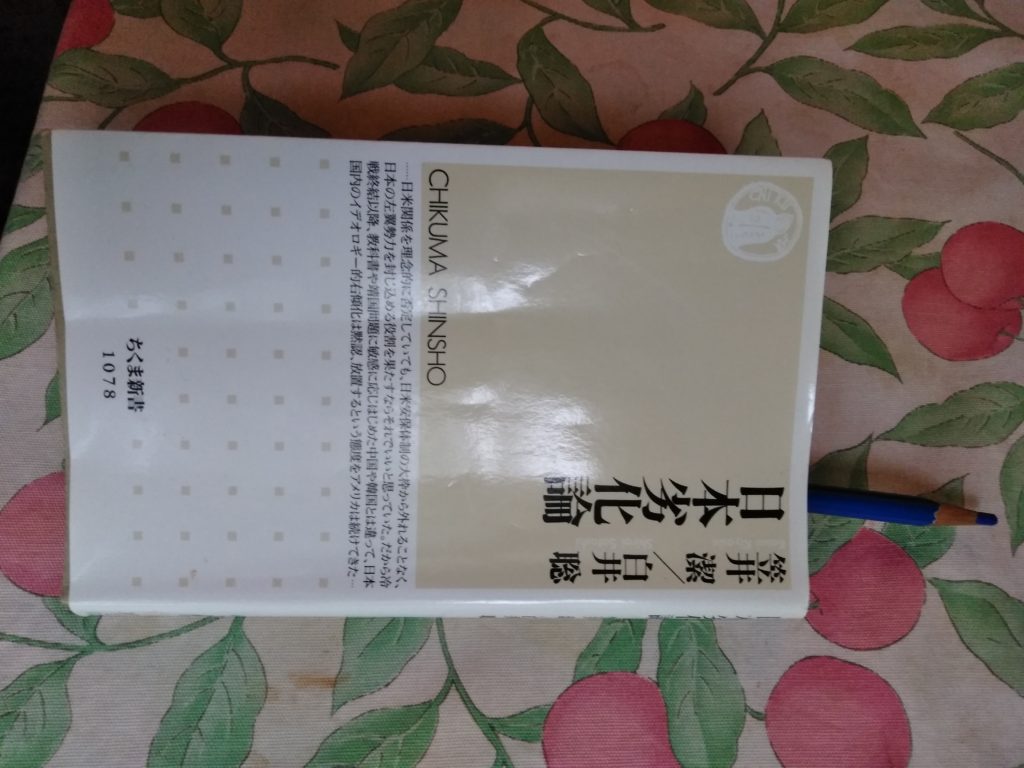 日本劣化論
笠井 潔/白井 聡
CHIKUMA SHINSHO
……日米関係を理念的に否定していても、日米安保体制の大枠から外れることなく、
日本の左翼勢力を封じ込める役割を果たすならそれでいいと思っていた。だから冷
戦終結以降、教科書や靖国問題に敏感に応じはじめた中国や韓国とは違って、日本
国内のイデオロギー的右傾化は黙認、放置するという態度をアメリカは続けてきた…
ちくま新書
1078